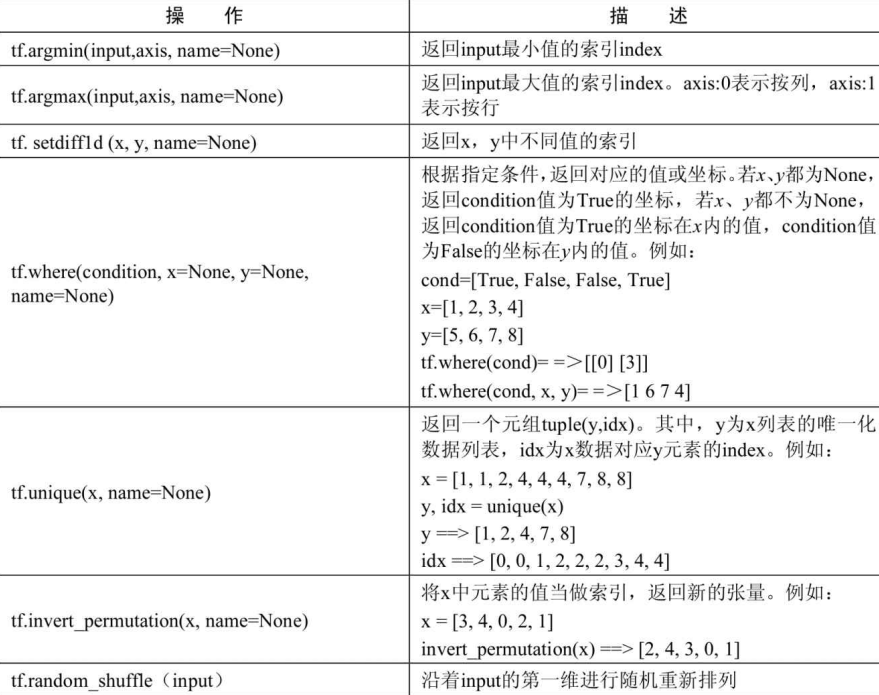 操 作 描 述
tf.argmin(input,axis, name=None) 返回input最小值的索引index
tf.argmax(input,axis, name=None) 返回input最大值的索引index。axis:0表示按列，axis:1
表示按行
tf. setdiff1d (x, y, name=None) 返回x，y中不同值的索引
tf.where(condition, x=None, y=None,
name=None)
根据指定条件，返回对应的值或坐标。若x、y都为None，
返回condition值为True的坐标，若x、y都不为None，
返回condition值为True的坐标在x内的值，condition值
为False的坐标在y内的值。例如：
cond=[True, False, False, True]
x=[1, 2, 3, 4]
y=[5, 6, 7, 8]
tf.where(cond)= =＞[[0] [3]]
tf.where(cond, x, y)= =＞[1 6 7 4]
tf.unique(x, name=None)
返回一个元组tuple(y,idx)。其中，y为x列表的唯一化
数据列表，idx为x数据对应y元素的index。例如：
x = [1, 1, 2, 4, 4, 4, 7, 8, 8]
y, idx = unique(x)
y ==> [1, 2, 4, 7, 8]
idx ==> [0, 0, 1, 2, 2, 2, 3, 4, 4]
tf.invert_permutation(x, name=None)
将x中元素的值当做索引，返回新的张量。例如：
x = [3, 4, 0, 2, 1]
invert_permutation(x) ==> [2, 4, 3, 0, 1]
tf.random_shuffle（input） 沿着input的第一维进行随机重新排列